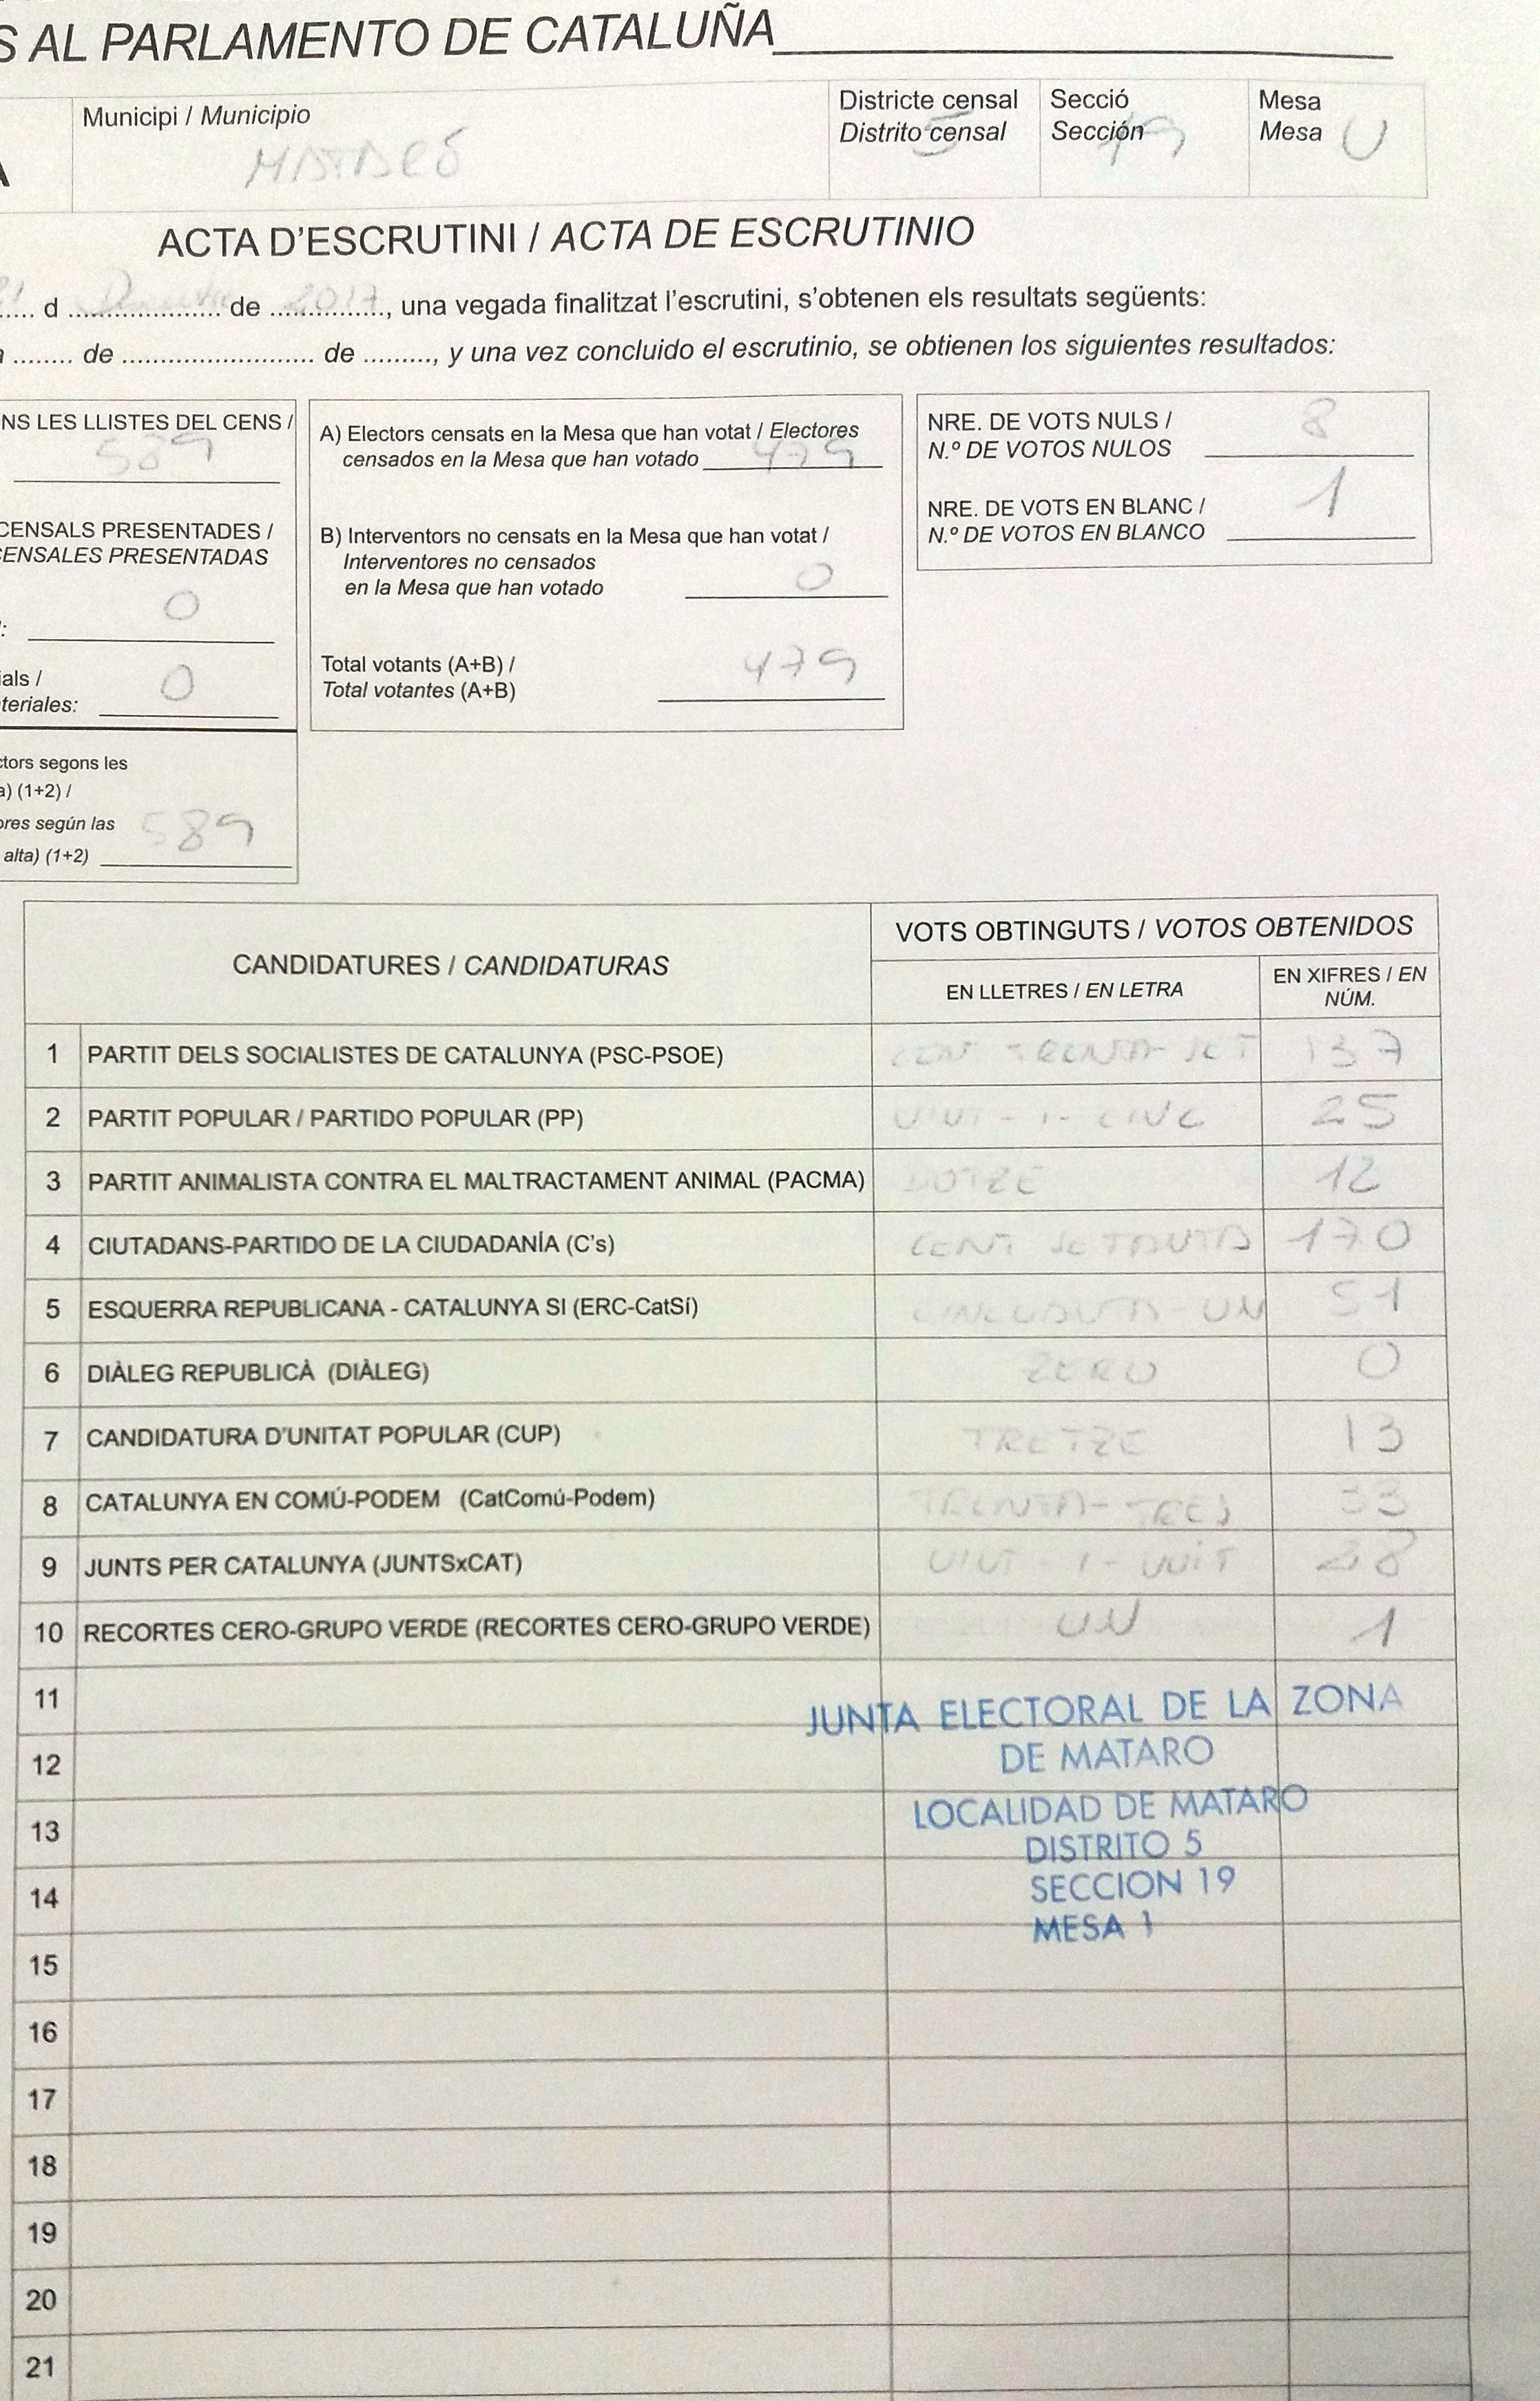 S AL PARLAMENTO DE CATALUÑA
Municipi / Municipio
MATARÓ
Districte censal
Distrito censal 5
Secció
Sección 19
Mesa
Mesa U
A
ACTA D'ESCRUTINI / ACTA DE ESCRUTINIO
21 d Desembre de 2017, una vegada finalitzat l'escrutini, s'obtenen els resultats següents:
a ........ de ........................ de ........., y una vez concluido el escrutinio, se obtienen los siguientes resultados:
NS LES LLISTES DEL CENS /
589
CENSALS PRESENTADES /
CENSALES PRESENTADAS
0
ials /
teriales: 0
ctors segons les
a) (1+2) /
ores según las
alta) (1+2) 589
A) Electors censats en la Mesa que han votat / Electores
censados en la Mesa que han votado 479
B) Interventors no censats en la Mesa que han votat /
Interventores no censados
en la Mesa que han votado 0
Total votants (A+B) /
Total votantes (A+B) 479
NRE. DE VOTS NULS /
N.º DE VOTOS NULOS 8
NRE. DE VOTS EN BLANC /
N.º DE VOTOS EN BLANCO 1
CANDIDATURES / CANDIDATURAS
VOTS OBTINGUTS / VOTOS OBTENIDOS
EN LLETRES / EN LETRA
EN XIFRES / EN
NÚM.
1 PARTIT DELS SOCIALISTES DE CATALUNYA (PSC-PSOE) CENT TRENTA-SET 137
2 PARTIT POPULAR / PARTIDO POPULAR (PP) VINT-I-CINC 25
3 PARTIT ANIMALISTA CONTRA EL MALTRACTAMENT ANIMAL (PACMA) DOTZE 12
4 CIUTADANS-PARTIDO DE LA CIUDADANÍA (C's) CENT SETANTA 170
5 ESQUERRA REPUBLICANA - CATALUNYA SI (ERC-CatSí) CINCUANTA UN 51
6 DIÀLEG REPUBLICÀ (DIÀLEG) ZERO 0
7 CANDIDATURA D'UNITAT POPULAR (CUP) TRETZE 13
8 CATALUNYA EN COMÚ-PODEM (CatComú-Podem) TRENTA-TRES 33
9 JUNTS PER CATALUNYA (JUNTSxCAT) VINT-I-VUIT 28
10 RECORTES CERO-GRUPO VERDE (RECORTES CERO-GRUPO VERDE) UN 1
11
JUNTA ELECTORAL DE LA ZONA
12
DE MATARO
LOCALIDAD DE MATARO
13
DISTRITO 5
SECCION 19
14
MESA 1
15
16
17
18
19
20
21